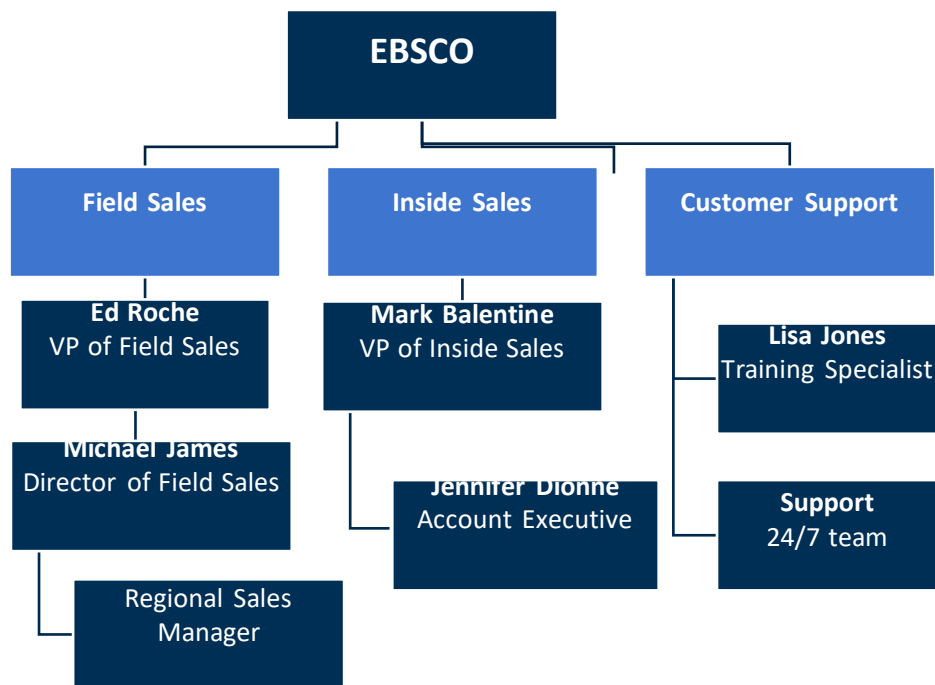 EBSCO
Field Sales
Inside Sales
Customer Support
Ed Roche
VP of Field Sales
Mark Balentine
VP of Inside Sales
Lisa Jones
Training Specialist
Michael James
Director of Field Sales
Jennifer Dionne
Account Executive
Support
24/7 team
Regional Sales
Manager